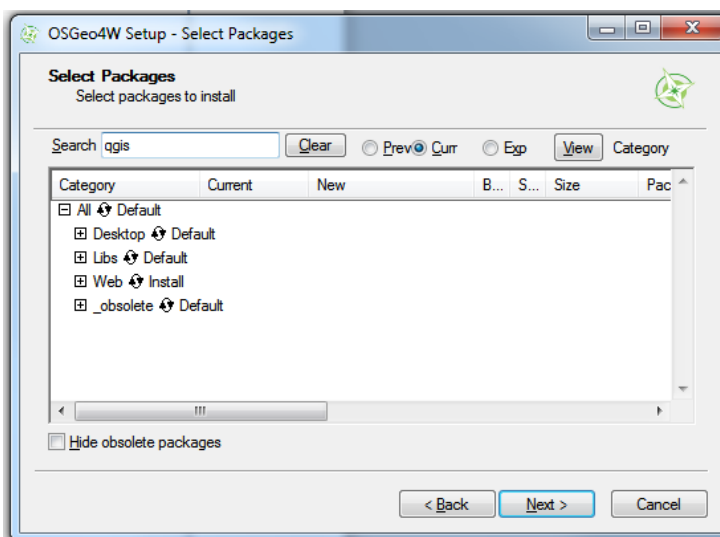 OSGeo4W Setup - Select Packages
Select Packages
Select packages to install
Search qgis Clear Prev Curr Exp View Category
Category Current New B... S... Size Pac
All Default
Desktop Default
Libs Default
Web Install
_obsolete Default
Hide obsolete packages
< Back Next > Cancel